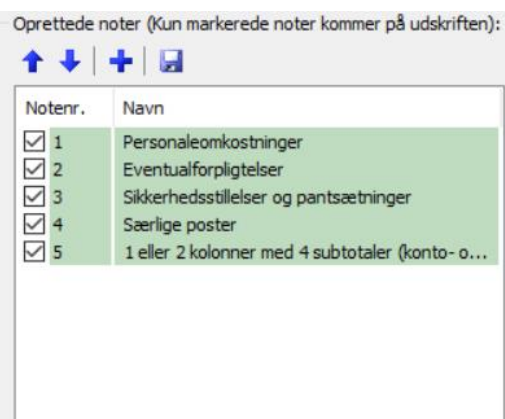 Oprettede noter (Kun markerede noter kommer på udskriften):
Notenr. Navn
1 Personaleomkostninger
2 Eventualforpligtelser
3 Sikkerhedsstillelser og pantsætninger
4 Særlige poster
5 1 eller 2 kolonner med 4 subtotaler (konto- o...